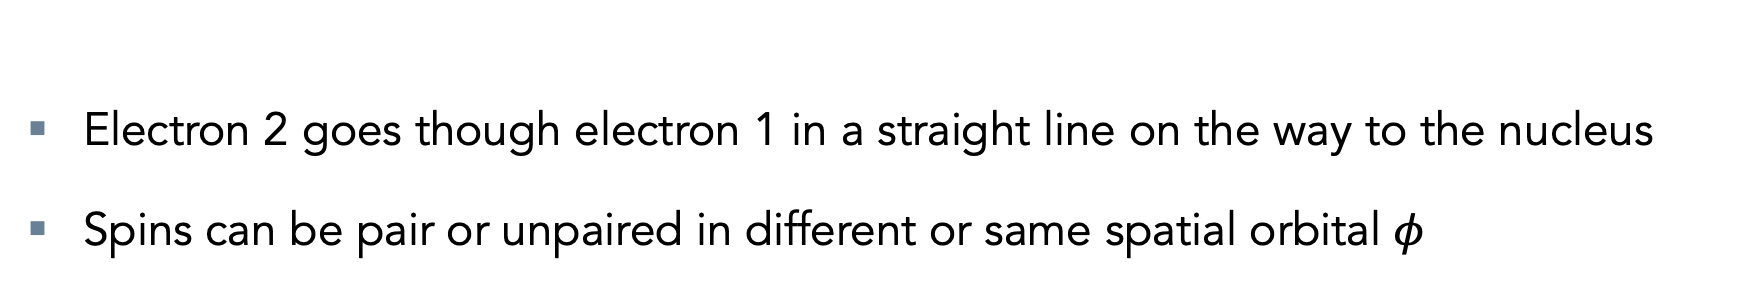 ▪ Electron 2 goes though electron 1 in a straight line on the way to the nucleus
▪ Spins can be pair or unpaired in different or same spatial orbital ϕ